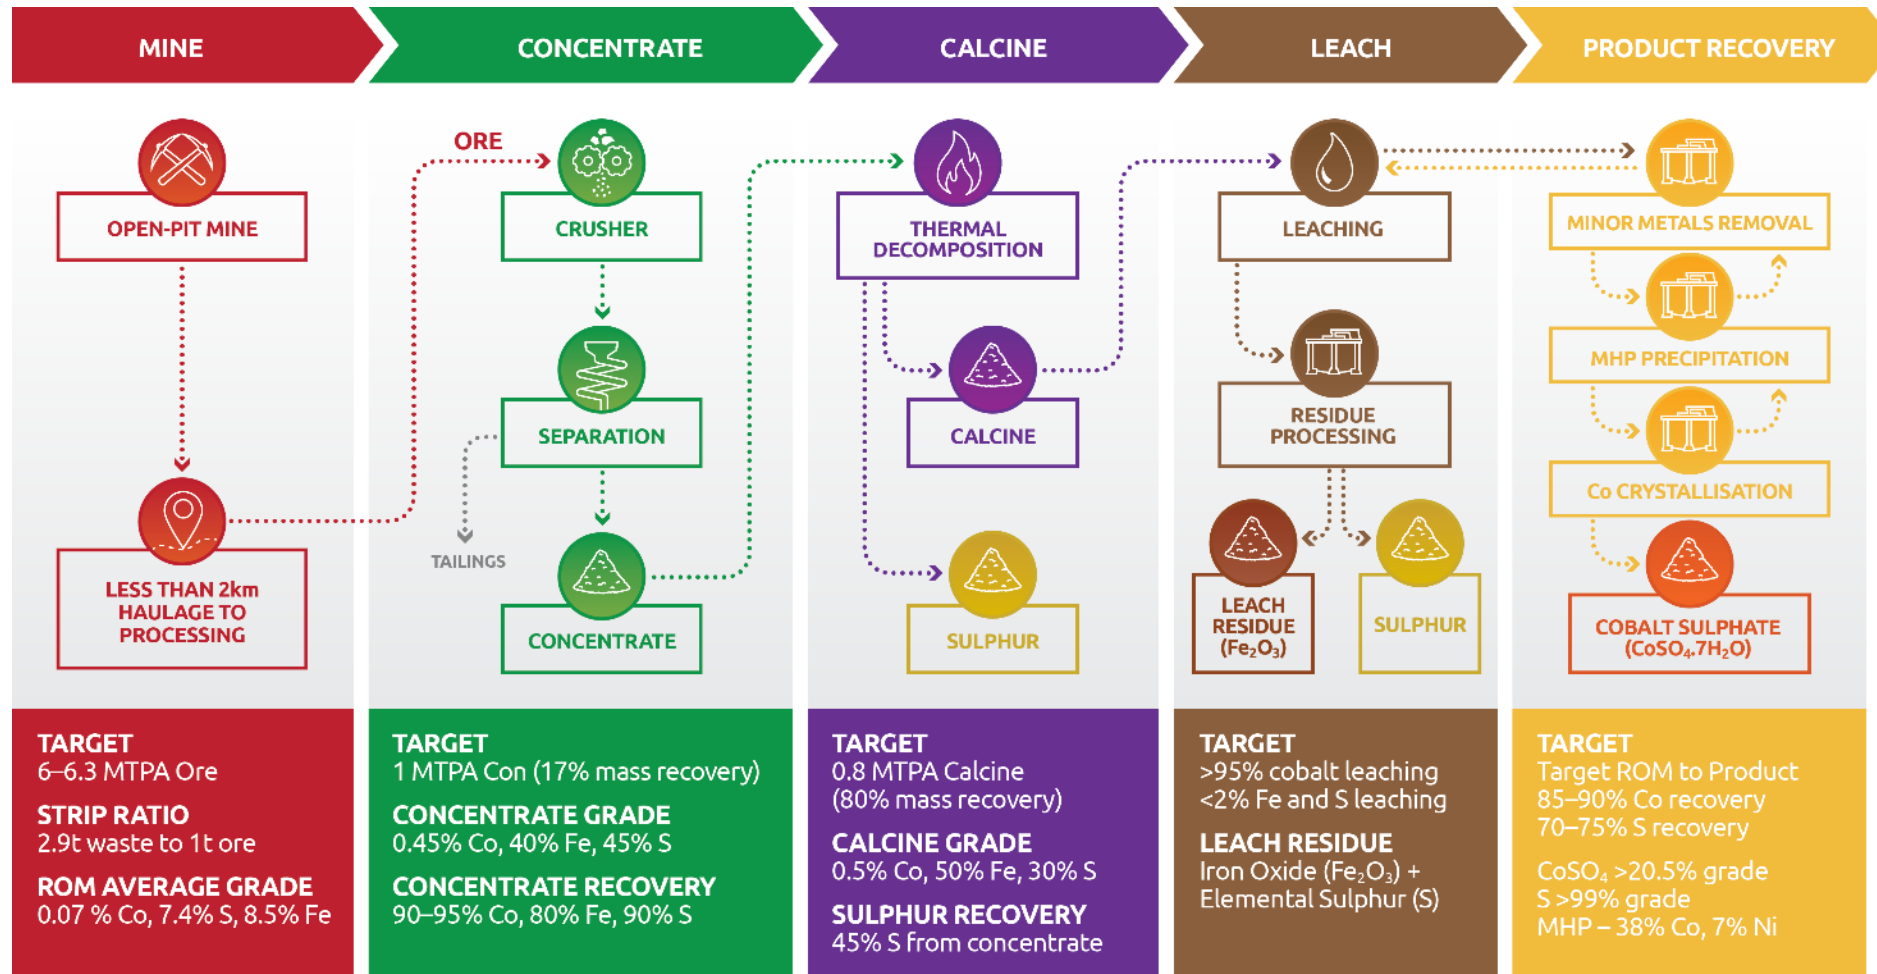 MINE
CONCENTRATE
CALCINE
LEACH
PRODUCT RECOVERY
OPEN-PIT MINE
LESS THAN 2km
HAULAGE TO
PROCESSING
ORE
CRUSHER
SEPARATION
TAILINGS
CONCENTRATE
THERMAL
DECOMPOSITION
CALCINE
SULPHUR
LEACHING
RESIDUE
PROCESSING
LEACH
RESIDUE
(Fe₂O₃)
SULPHUR
MINOR METALS REMOVAL
MHP PRECIPITATION
Co CRYSTALLISATION
COBALT SULPHATE
(CoSO₄.7H₂O)
TARGET
6–6.3 MTPA Ore
STRIP RATIO
2.9t waste to 1t ore
ROM AVERAGE GRADE
0.07 % Co, 7.4% S, 8.5% Fe
TARGET
1 MTPA Con (17% mass recovery)
CONCENTRATE GRADE
0.45% Co, 40% Fe, 45% S
CONCENTRATE RECOVERY
90–95% Co, 80% Fe, 90% S
TARGET
0.8 MTPA Calcine
(80% mass recovery)
CALCINE GRADE
0.5% Co, 50% Fe, 30% S
SULPHUR RECOVERY
45% S from concentrate
TARGET
>95% cobalt leaching
<2% Fe and S leaching
LEACH RESIDUE
Iron Oxide (Fe₂O₃) +
Elemental Sulphur (S)
TARGET
Target ROM to Product
85–90% Co recovery
70–75% S recovery
CoSO₄ >20.5% grade
S >99% grade
MHP – 38% Co, 7% Ni